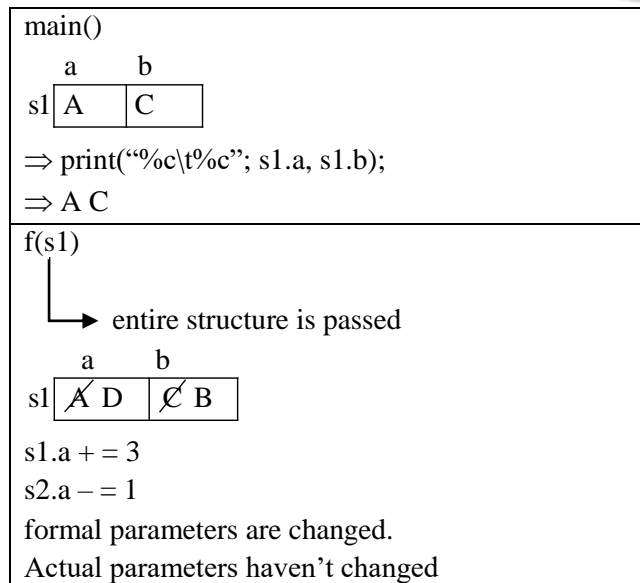 main()
a b
s1 A C
⇒ print(“%c\t%c”; s1.a, s1.b);
⇒ A C
f(s1)
entire structure is passed
a b
s1 A D C B
s1.a + = 3
s2.a – = 1
formal parameters are changed.
Actual parameters haven’t changed